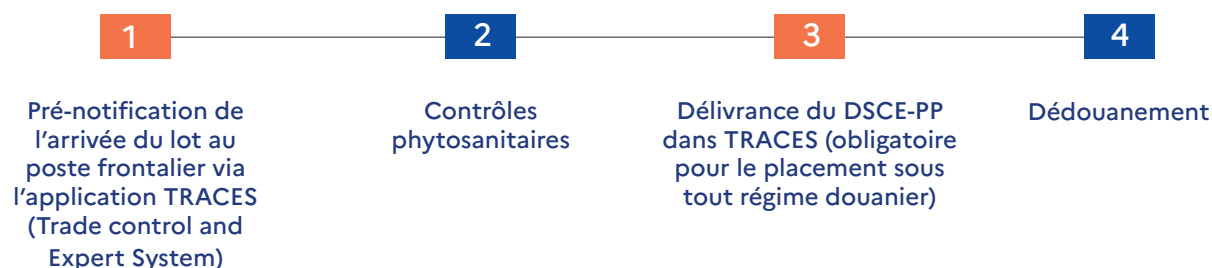 1
2
3
4
Pré-notification de
l’arrivée du lot au
poste frontalier via
l’application TRACES
(Trade control and
Expert System)
Contrôles
phytosanitaires
Délivrance du DSCE-PP
dans TRACES (obligatoire
pour le placement sous
tout régime douanier)
Dédouanement